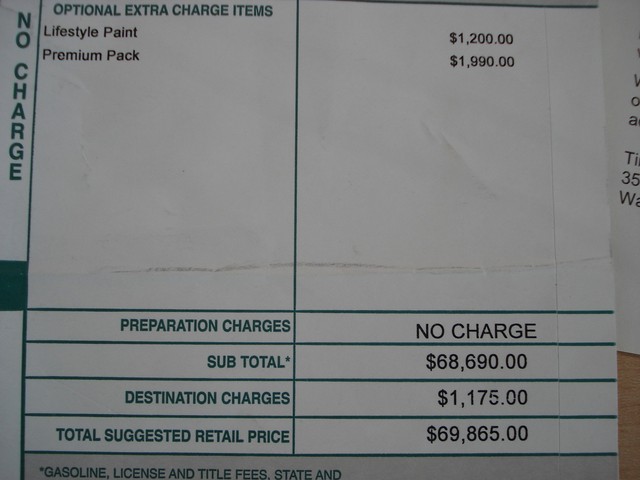 NO CHARGE
OPTIONAL EXTRA CHARGE ITEMS
Lifestyle Paint $1,200.00
Premium Pack $1,990.00
PREPARATION CHARGES NO CHARGE
SUB TOTAL* $68,690.00
DESTINATION CHARGES $1,175.00
TOTAL SUGGESTED RETAIL PRICE $69,865.00
*GASOLINE, LICENSE AND TITLE FEES, STATE AND
35